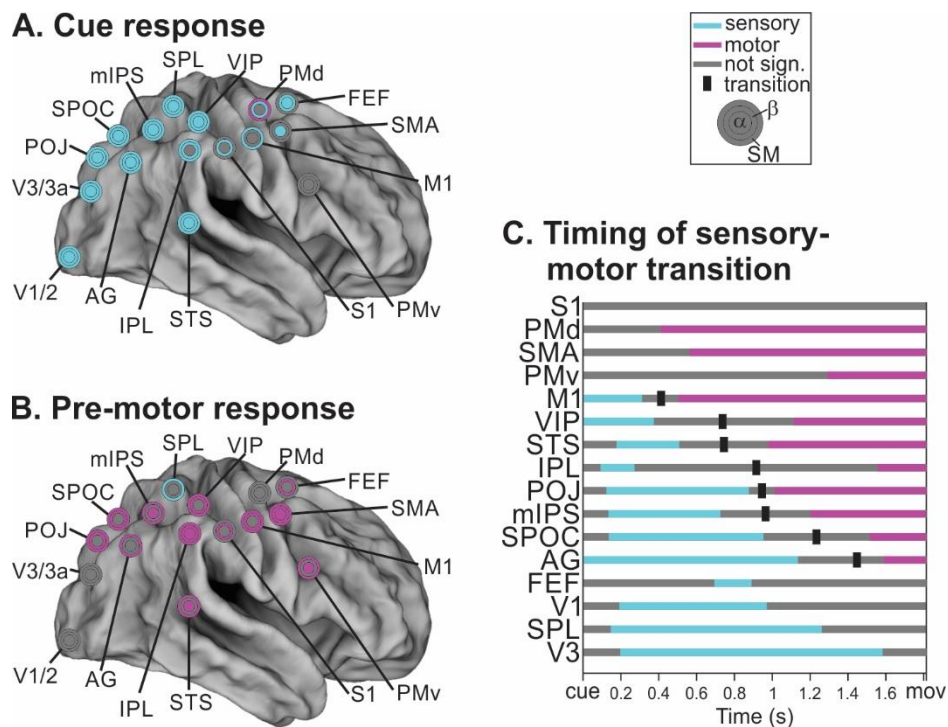 A. Cue response
SPL
VIP
mIPS
PMd
FEF
SPOC
SMA
POJ
V3/3a
M1
V1/2
AG
IPL
STS
S1
PMv
sensory
motor
not sign.
transition
β
α
SM
B. Pre-motor response
SPL
VIP
mIPS
PMd
FEF
SPOC
SMA
POJ
V3/3a
M1
V1/2
AG
IPL
STS
S1
PMv
C. Timing of sensory-
motor transition
S1
PMd
SMA
PMv
M1
VIP
STS
IPL
POJ
mIPS
SPOC
AG
FEF
V1
SPL
V3
cue 0.2 0.4 0.6 0.8 1 1.2 1.4 1.6 mov
Time (s)